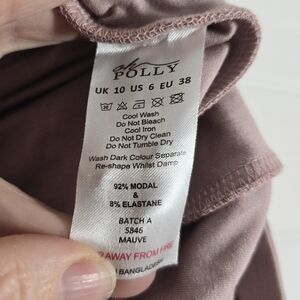 oh
POLLY
UK 10 US 6 EU 38
Cool Wash
Do Not Bleach
Cool Iron
Do Not Dry Clean
Do Not Tumble Dry
Wash Dark Colour Separate
Re-shape Whilst Damp
92% MODAL
& 8% ELASTANE
BATCH A
5846
MAUVE
AWAY FROM FIRE
BANGLADESH